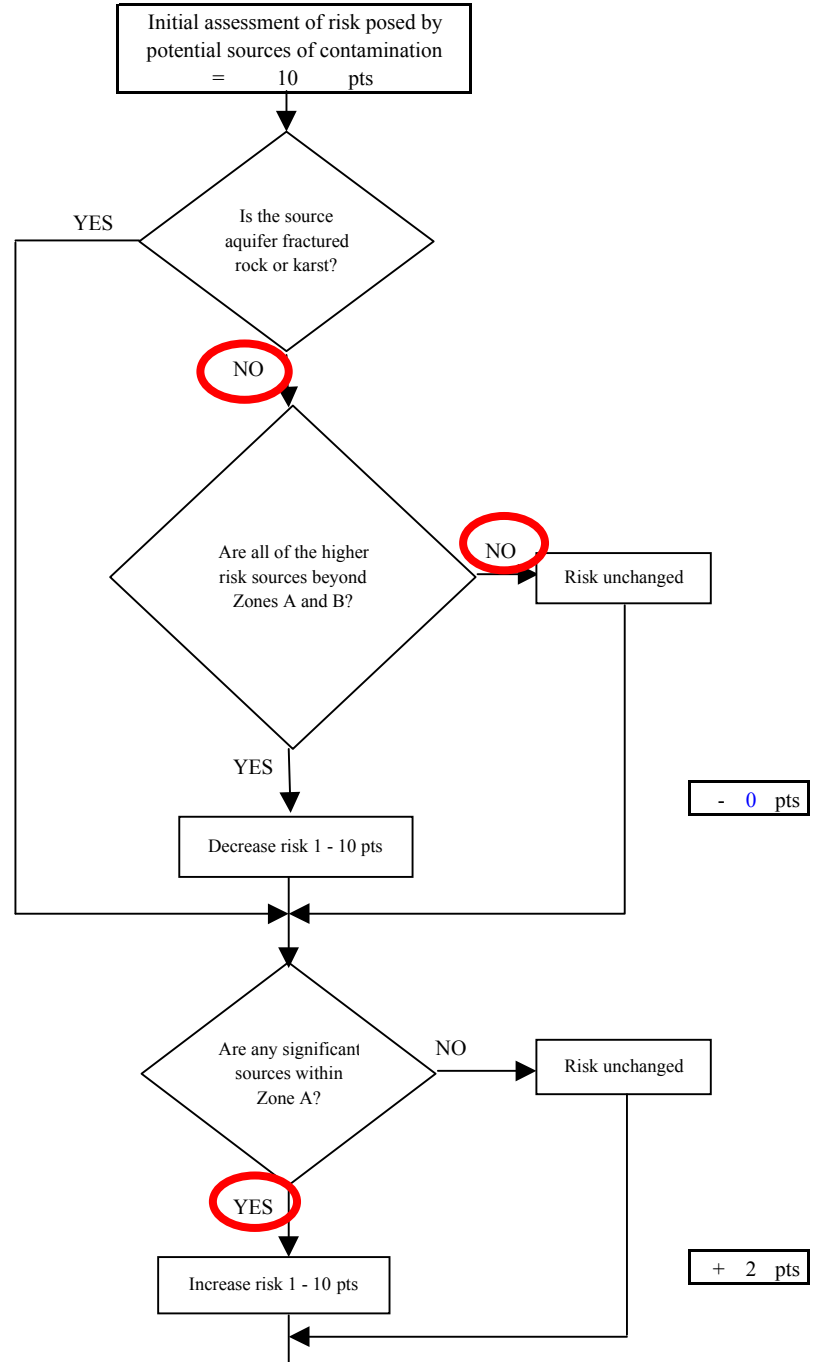 Initial assessment of risk posed by
potential sources of contamination
= 10 pts
YES
Is the source
aquifer fractured
rock or karst?
NO
Are all of the higher
risk sources beyond
Zones A and B?
NO
Risk unchanged
YES
- 0 pts
Decrease risk 1 - 10 pts
Are any significant
sources within
Zone A?
NO
Risk unchanged
YES
+ 2 pts
Increase risk 1 - 10 pts